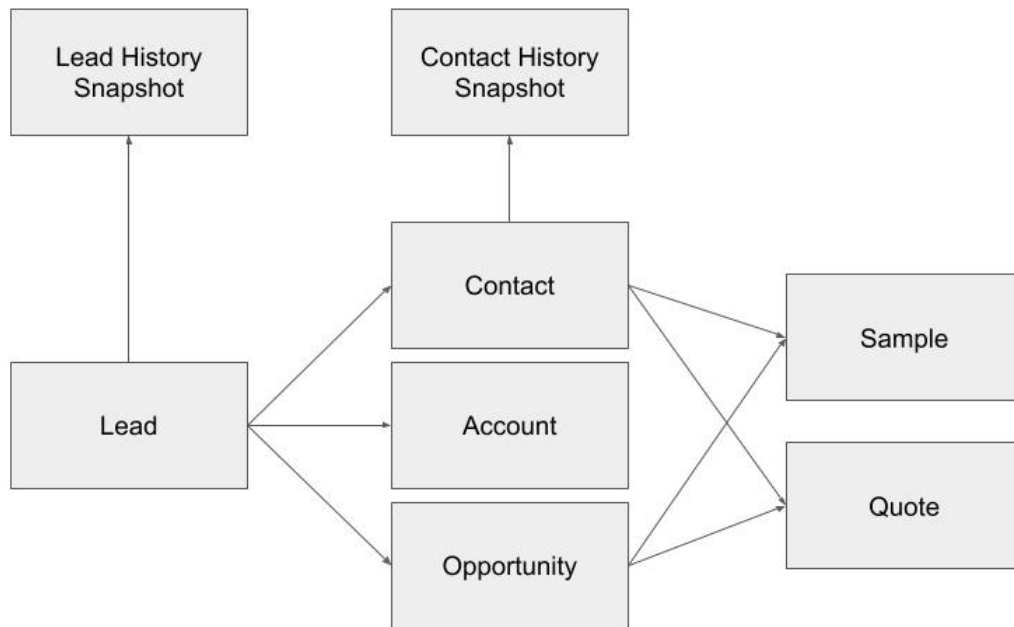 Lead History
Snapshot
Contact History
Snapshot
Contact
Sample
Lead
Account
Quote
Opportunity